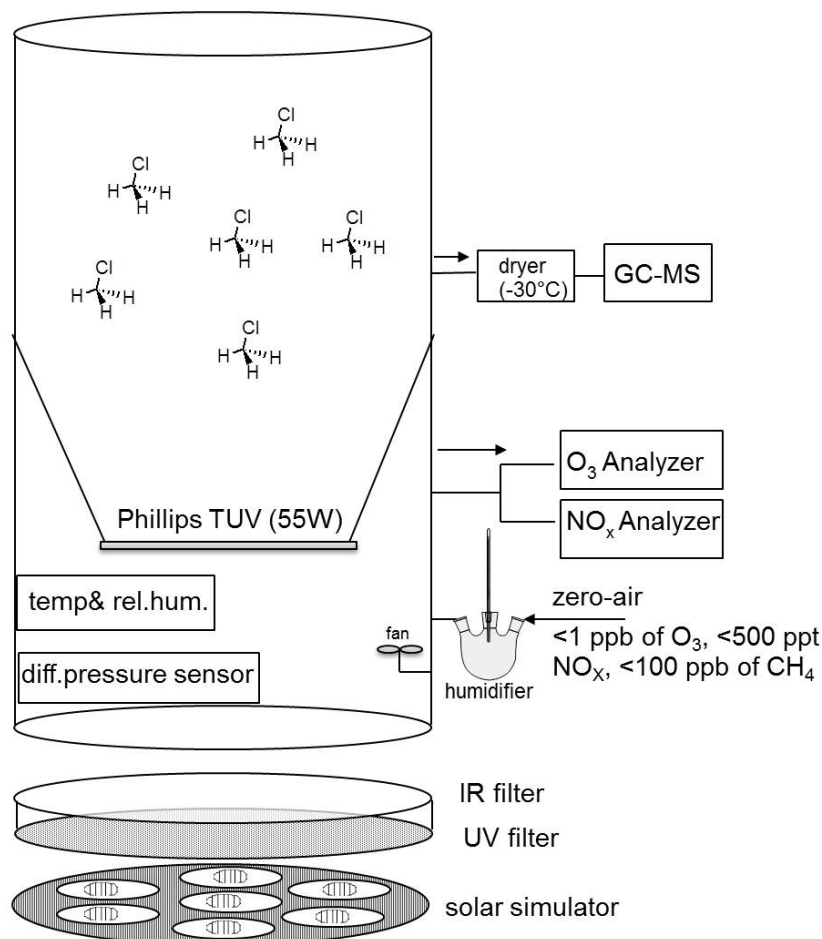 Cl
H H
H
Cl
H H
H
Cl
H H
H
Cl
H H
H
Cl
H H
H
Cl
H H
H
dryer
(-30°C)
GC-MS
O3 Analyzer
Phillips TUV (55W)
NOx Analyzer
temp& rel.hum.
zero-air
fan
<1 ppb of O3, <500 ppt
diff.pressure sensor
NOX, <100 ppb of CH4
humidifier
IR filter
UV filter
solar simulator